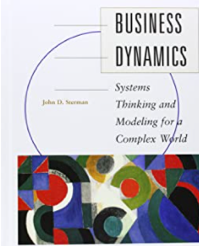 BUSINESS
DYNAMICS
Systems
Thinking and
Modeling for a
Complex World
John D. Sterman